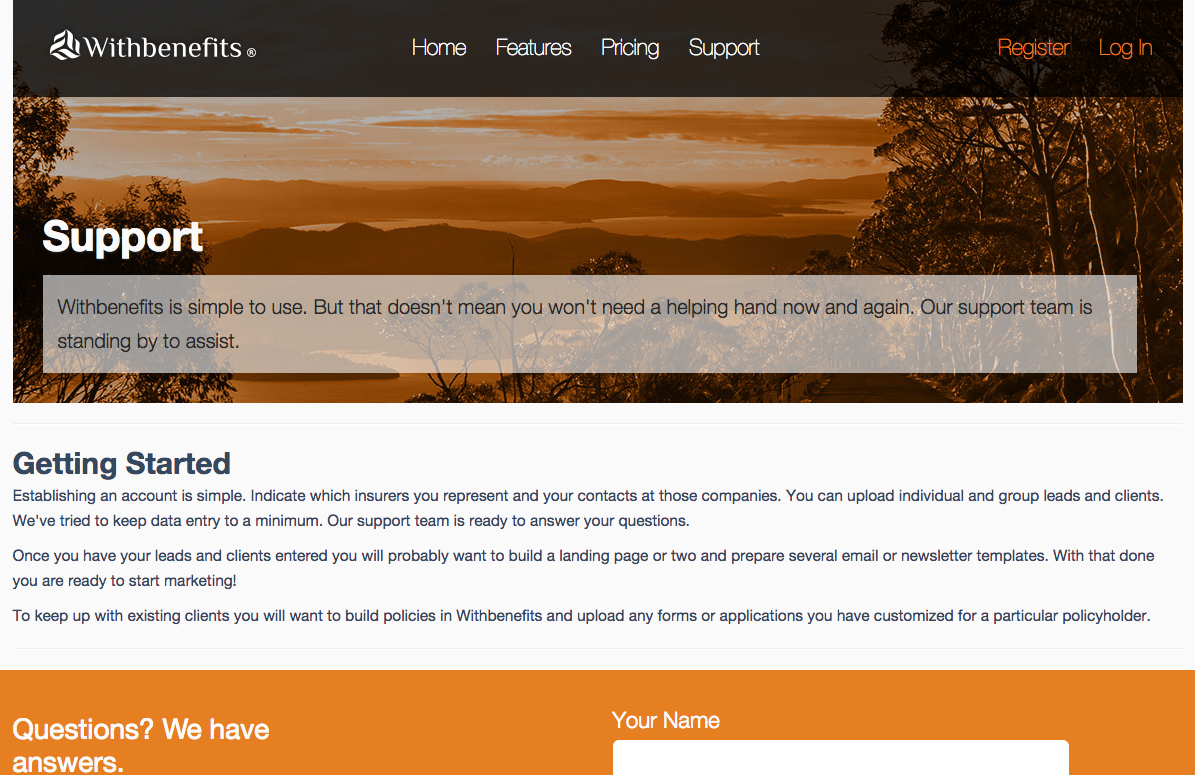 Withbenefits ®
Home Features Pricing Support
Register Log In
Support
Withbenefits is simple to use. But that doesn't mean you won't need a helping hand now and again. Our support team is
standing by to assist.
Getting Started
Establishing an account is simple. Indicate which insurers you represent and your contacts at those companies. You can upload individual and group leads and clients.
We've tried to keep data entry to a minimum. Our support team is ready to answer your questions.
Once you have your leads and clients entered you will probably want to build a landing page or two and prepare several email or newsletter templates. With that done
you are ready to start marketing!
To keep up with existing clients you will want to build policies in Withbenefits and upload any forms or applications you have customized for a particular policyholder.
Questions? We have
answers.
Your Name